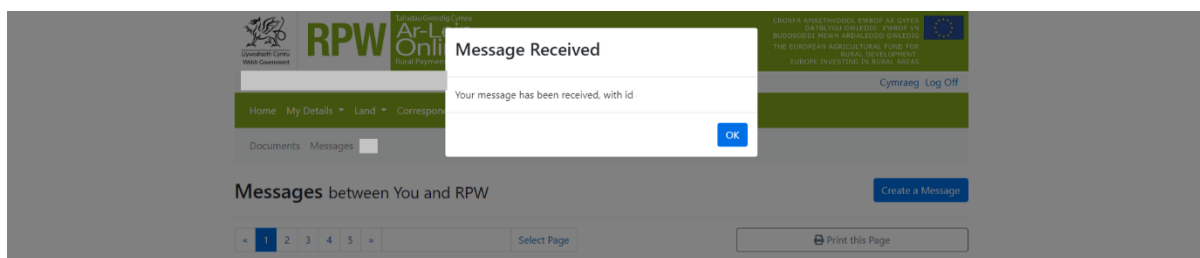 Taliadau Gwledig Cymru
Ar-L
Onli
Rural Paymen
RPW
Llywodraeth Cymru
Welsh Government
CRONFA AMAETHYDDOL EWROP AR GYFER
DATBLYGU GWLEDIG: EWROP YN
BUDDSODDI MEWN ARDALOEDD GWLEDIG
THE EUROPEAN AGRICULTURAL FUND FOR
RURAL DEVELOPMENT:
EUROPE INVESTING IN RURAL AREAS
Message Received
Your message has been received, with id
OK
Cymraeg Log Off
Home My Details Land Correspon
Documents Messages
Messages between You and RPW
Create a Message
« 1 2 3 4 5 » Select Page
Print this Page